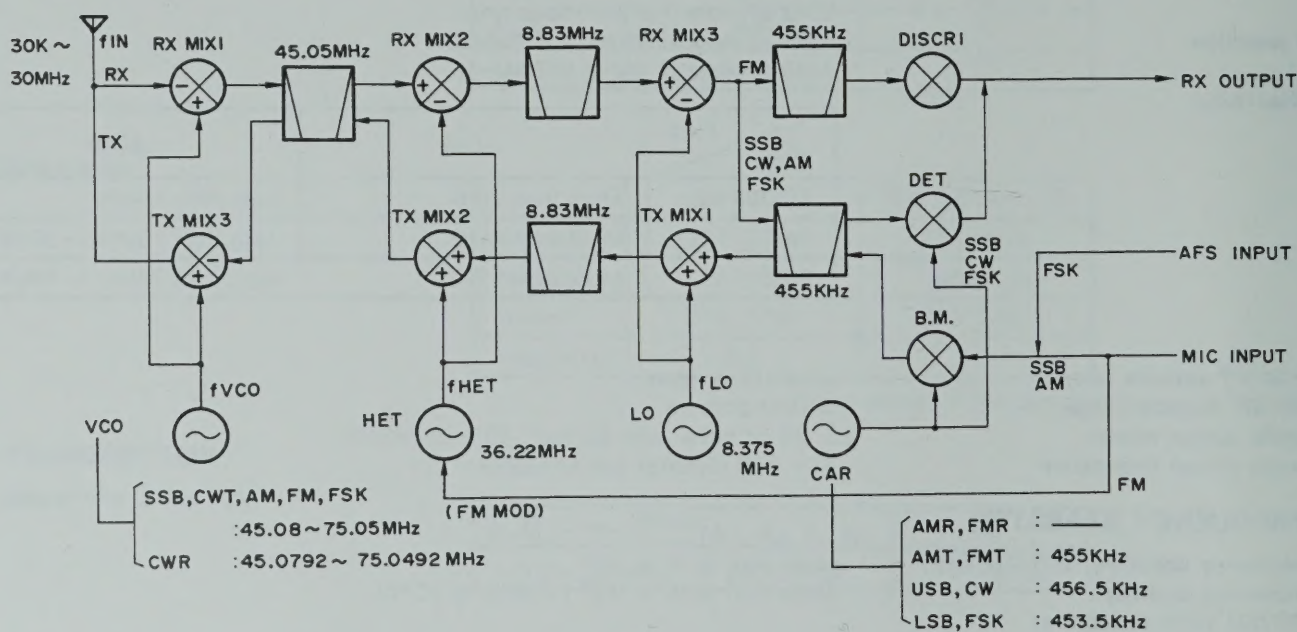 30K ~
30MHz
fIN
RX
TX
RX MIX1
45.05MHz
RX MIX2
8.83MHz
RX MIX3
FM
455KHz
DISCRI
RX OUTPUT
SSB
CW, AM
FSK
TX MIX3
TX MIX2
8.83MHz
TX MIX1
455KHz
DET
SSB
CW
FSK
FSK
AFS INPUT
B.M.
SSB
AM
MIC INPUT
fVCO
fHET
fLO
VCO
HET
36.22MHz
LO
8.375
MHz
CAR
FM
(FM MOD)
SSB, CWT, AM, FM, FSK
:45.08~75.05MHz
CWR :45.0792~ 75.0492 MHz
AMR, FMR : ——
AMT, FMT : 455KHz
USB, CW : 456.5KHz
LSB, FSK : 453.5KHz